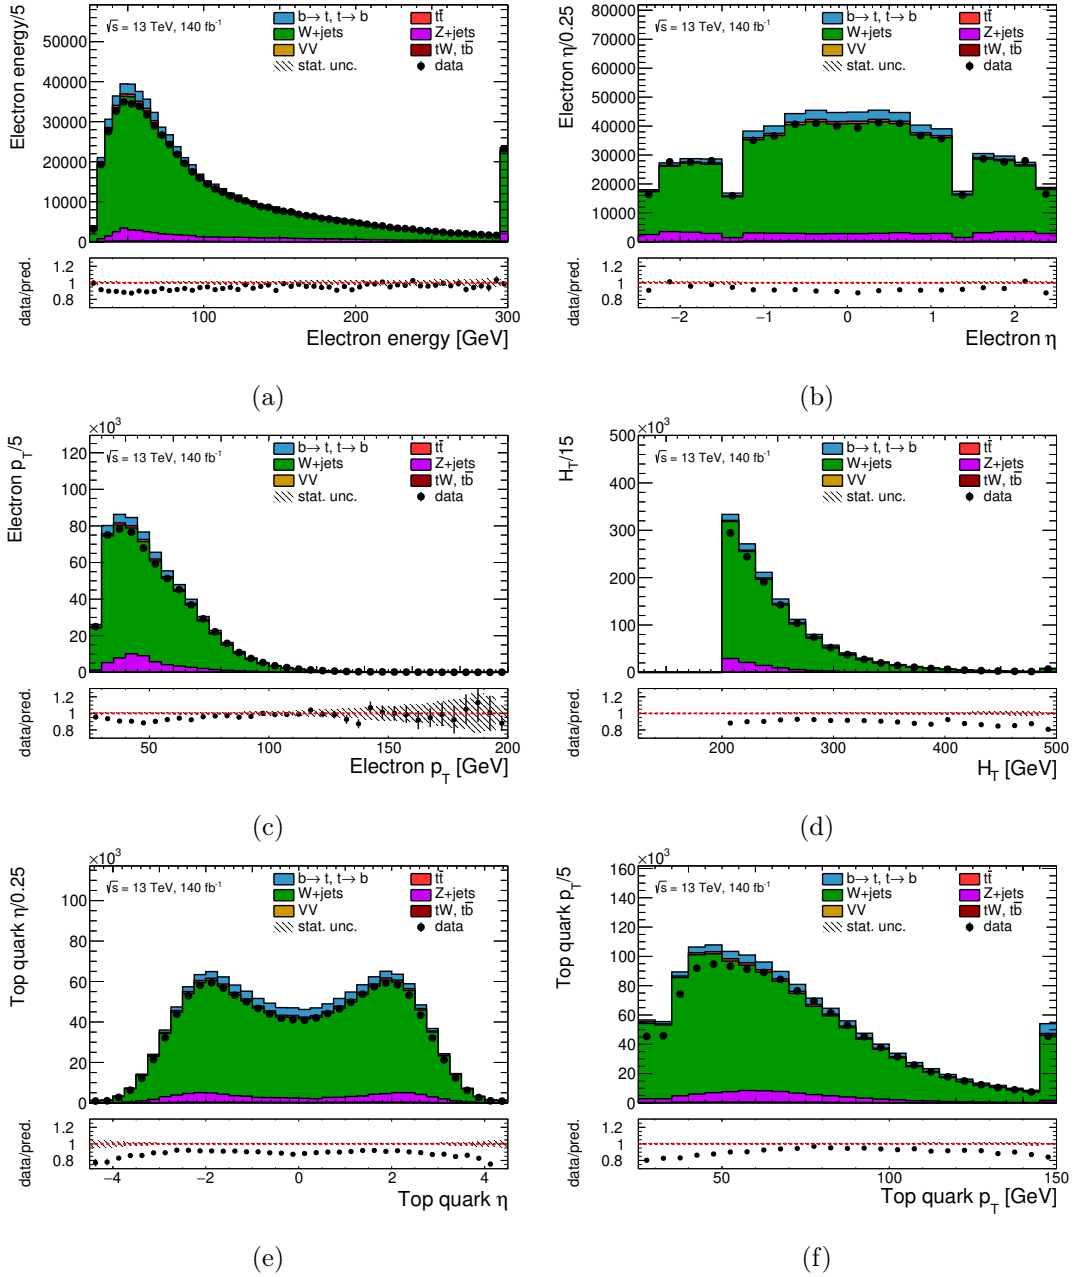 Electron energy/5
√s = 13 TeV, 140 fb⁻¹
b→ t, t→ b
tt̄
W+jets
Z+jets
VV
tW, tb̄
stat. unc.
data
50000
40000
30000
20000
10000
0
data/pred.
1.2
1
0.8
100
200
300
Electron energy [GeV]
(a)
Electron η/0.25
√s = 13 TeV, 140 fb⁻¹
b→ t, t→ b
tt̄
W+jets
Z+jets
VV
tW, tb̄
stat. unc.
data
80000
70000
60000
50000
40000
30000
20000
10000
0
data/pred.
1.2
1
0.8
−2
−1
0
1
2
Electron η
(b)
×10³
Electron p_T/5
√s = 13 TeV, 140 fb⁻¹
b→ t, t→ b
tt̄
W+jets
Z+jets
VV
tW, tb̄
stat. unc.
data
120
100
80
60
40
20
0
data/pred.
1.2
1
0.8
50
100
150
200
Electron p_T [GeV]
(c)
×10³
H_T/15
√s = 13 TeV, 140 fb⁻¹
b→ t, t→ b
tt̄
W+jets
Z+jets
VV
tW, tb̄
stat. unc.
data
500
400
300
200
100
0
data/pred.
1.2
1
0.8
200
300
400
500
H_T [GeV]
(d)
×10³
Top quark η/0.25
√s = 13 TeV, 140 fb⁻¹
b→ t, t→ b
tt̄
W+jets
Z+jets
VV
tW, tb̄
stat. unc.
data
100
80
60
40
20
0
data/pred.
1.2
1
0.8
−4
−2
0
2
4
Top quark η
(e)
×10³
Top quark p_T/5
√s = 13 TeV, 140 fb⁻¹
b→ t, t→ b
tt̄
W+jets
Z+jets
VV
tW, tb̄
stat. unc.
data
160
140
120
100
80
60
40
20
0
data/pred.
1.2
1
0.8
50
100
150
Top quark p_T [GeV]
(f)